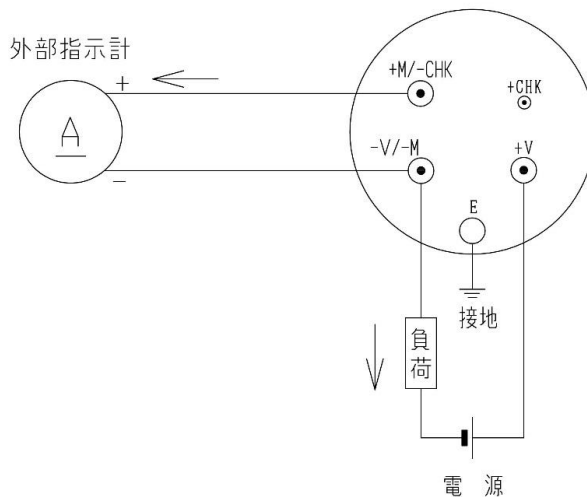 外部指示計
+
A
−
+M/-CHK
+CHK
-V/-M
+V
E
接地
負荷
電 源